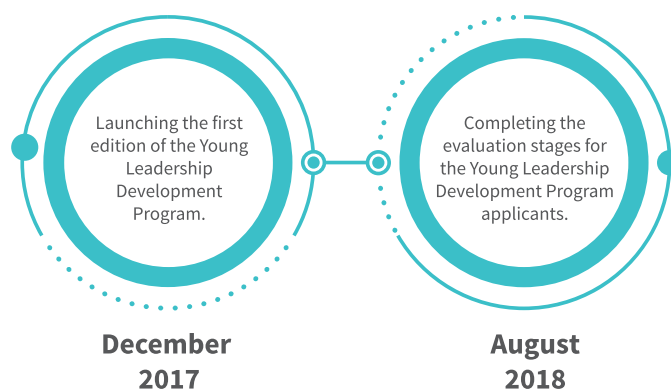 Launching the first
edition of the Young
Leadership
Development
Program.
December
2017
Completing the
evaluation stages for
the Young Leadership
Development Program
applicants.
August
2018